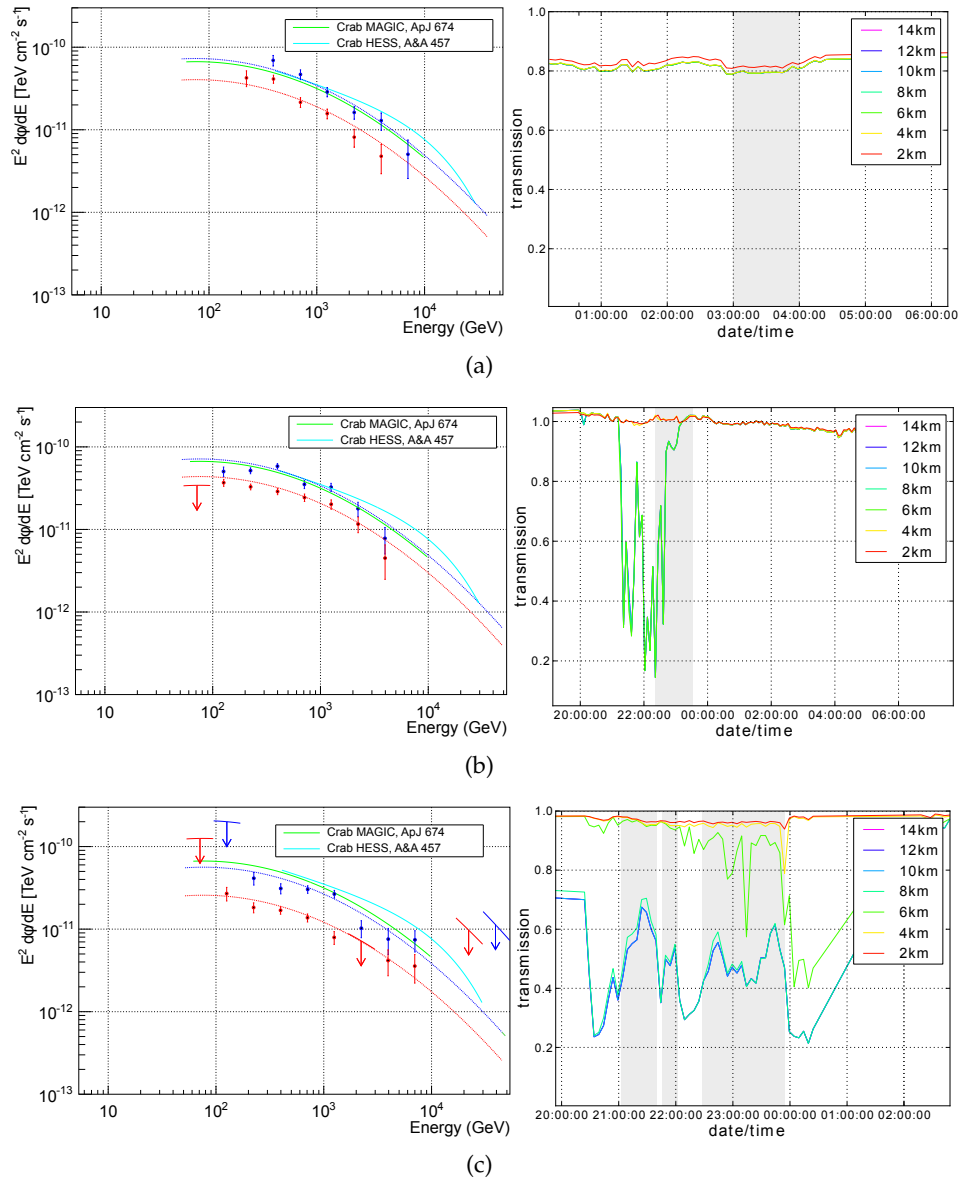 E² dφ/dE [TeV cm⁻² s⁻¹]
10⁻¹⁰
10⁻¹¹
10⁻¹²
10⁻¹³
Crab MAGIC, ApJ 674
Crab HESS, A&A 457
10 10² 10³ 10⁴
Energy (GeV)
transmission
1.0
0.8
0.6
0.4
0.2
14km
12km
10km
8km
6km
4km
2km
01:00:00 02:00:00 03:00:00 04:00:00 05:00:00 06:00:00
date/time
(a)
E² dφ/dE [TeV cm⁻² s⁻¹]
10⁻¹⁰
10⁻¹¹
10⁻¹²
10⁻¹³
Crab MAGIC, ApJ 674
Crab HESS, A&A 457
10 10² 10³ 10⁴
Energy (GeV)
transmission
1.0
0.8
0.6
0.4
0.2
14km
12km
10km
8km
6km
4km
2km
20:00:00 22:00:00 00:00:00 02:00:00 04:00:00 06:00:00
date/time
(b)
E² dφ/dE [TeV cm⁻² s⁻¹]
10⁻¹⁰
10⁻¹¹
10⁻¹²
10⁻¹³
Crab MAGIC, ApJ 674
Crab HESS, A&A 457
10 10² 10³ 10⁴
Energy (GeV)
transmission
1.0
0.8
0.6
0.4
0.2
14km
12km
10km
8km
6km
4km
2km
20:00:00 21:00:00 22:00:00 23:00:00 00:00:00 01:00:00 02:00:00
date/time
(c)